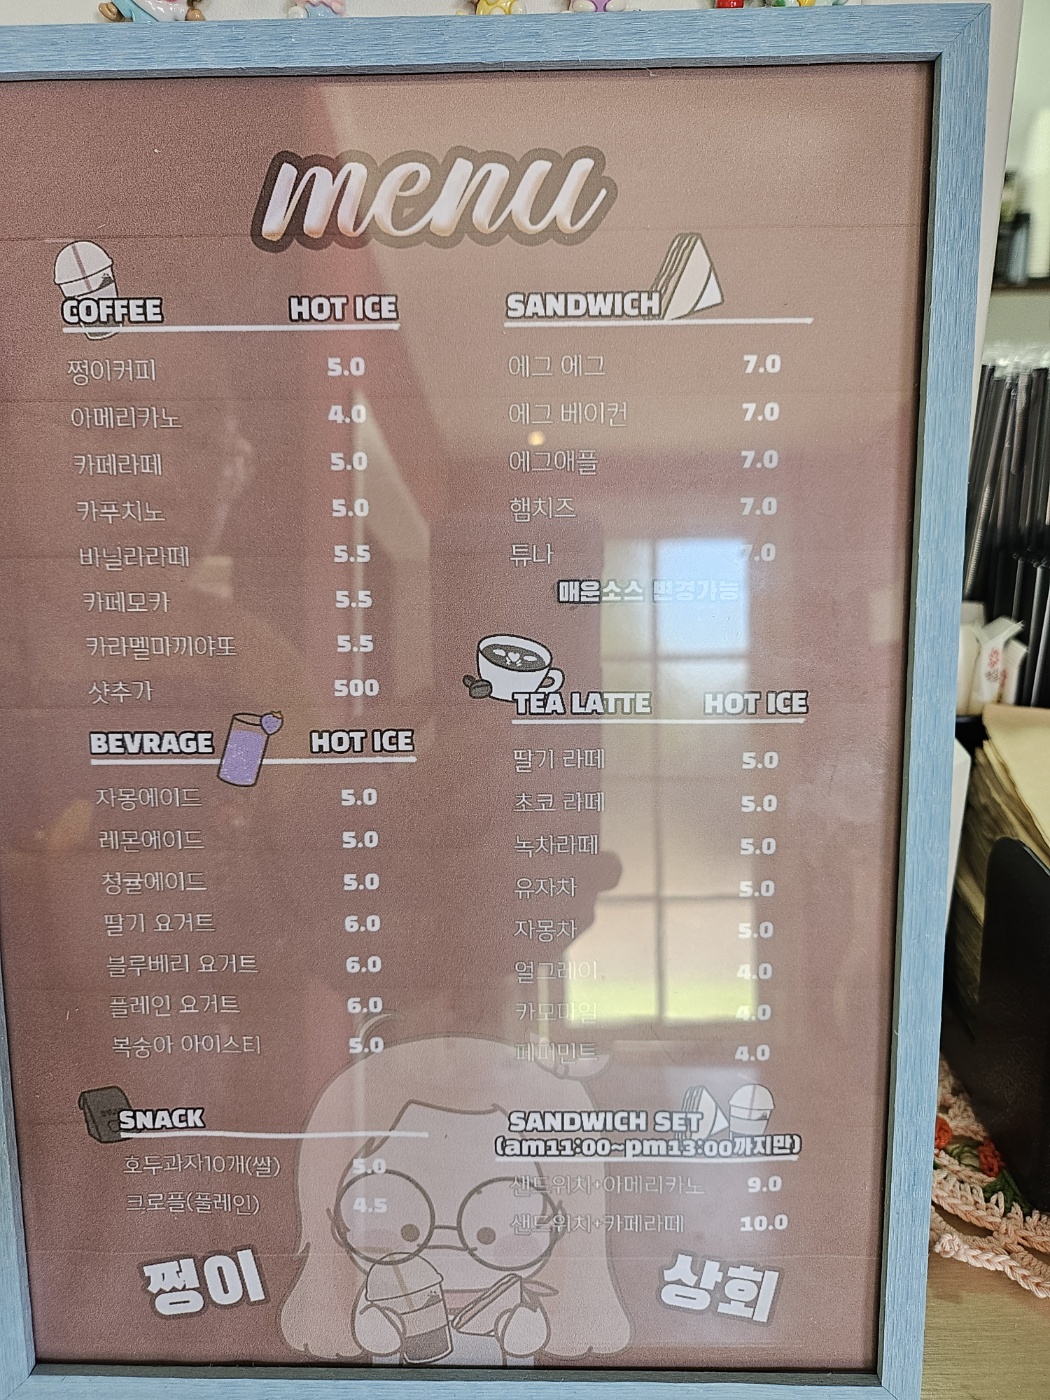 menu
COFFEE HOT ICE
쩡이커피 5.0
아메리카노 4.0
카페라떼 5.0
카푸치노 5.0
바닐라라떼 5.5
카페모카 5.5
카라멜마끼야또 5.5
샷추가 500
BEVRAGE HOT ICE
자몽에이드 5.0
레몬에이드 5.0
청귤에이드 5.0
딸기 요거트 6.0
블루베리 요거트 6.0
플레인 요거트 6.0
복숭아 아이스티 5.0
SNACK
호두과자10개(쌀) 5.0
크로플(플레인) 4.5
SANDWICH
에그 에그 7.0
에그 베이컨 7.0
에그애플 7.0
햄치즈 7.0
튜나 7.0
매운소스 변경가능
TEA LATTE HOT ICE
딸기 라떼 5.0
초코 라떼 5.0
녹차라떼 5.0
유자차 5.0
자몽차 5.0
얼그레이 4.0
카모마일 4.0
페퍼민트 4.0
SANDWICH SET
(am11:00~pm13:00까지만)
샌드위치+아메리카노 9.0
샌드위치+카페라떼 10.0
쩡이 상회